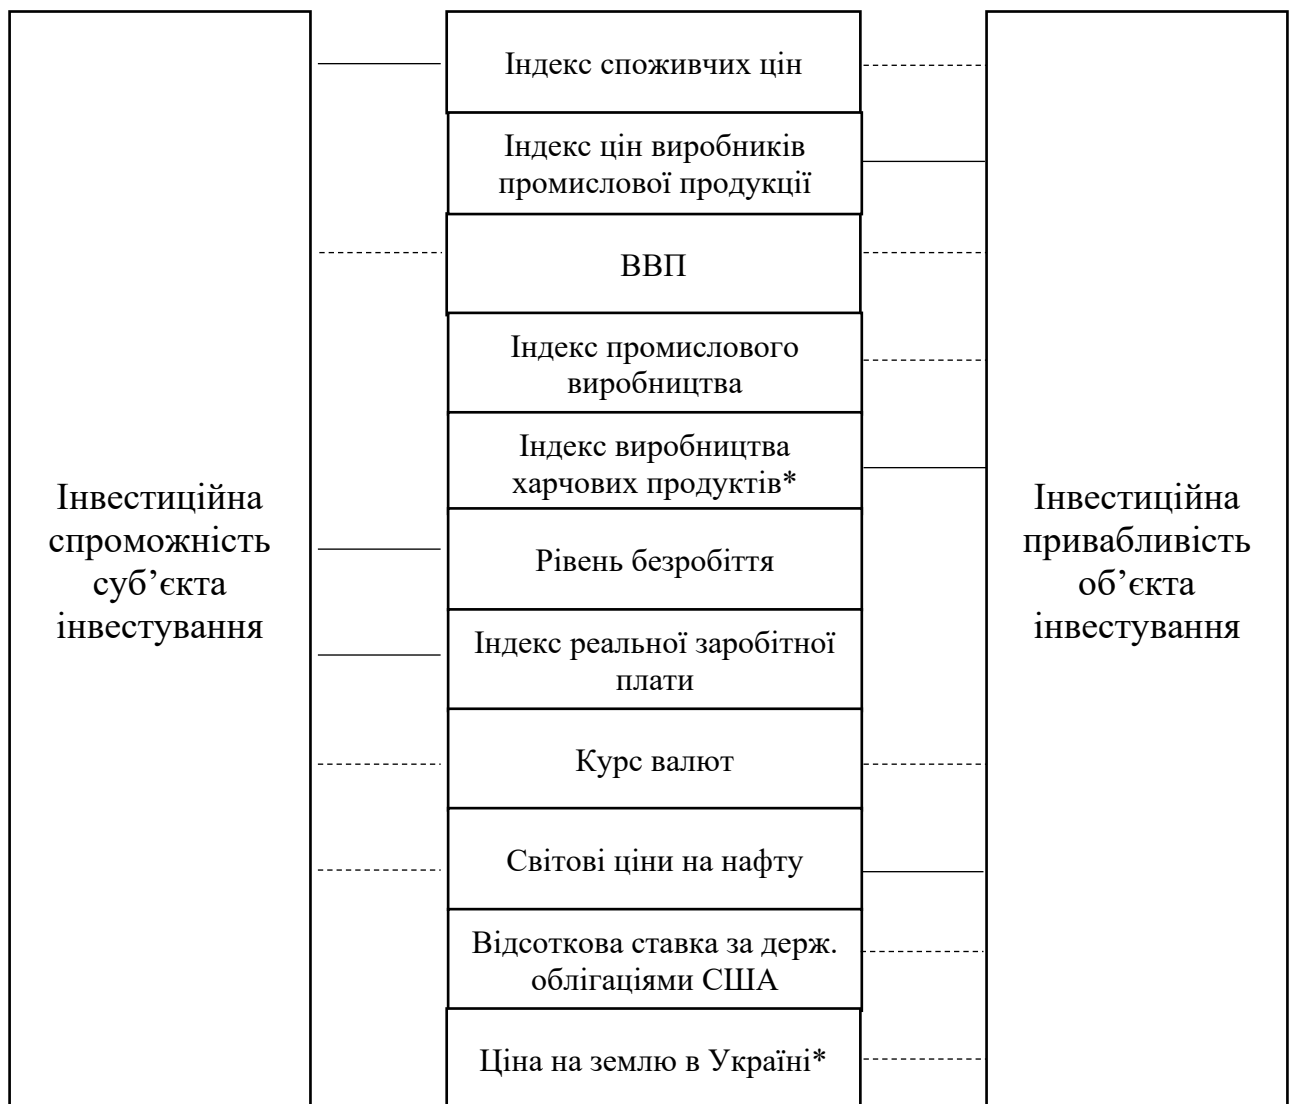 Інвестиційна
спроможність
суб’єкта
інвестування
Індекс споживчих цін
Індекс цін виробників
промислової продукції
ВВП
Індекс промислового
виробництва
Індекс виробництва
харчових продуктів*
Рівень безробіття
Індекс реальної заробітної
плати
Курс валют
Світові ціни на нафту
Відсоткова ставка за держ.
облігаціями США
Ціна на землю в Україні*
Інвестиційна
привабливість
об’єкта
інвестування